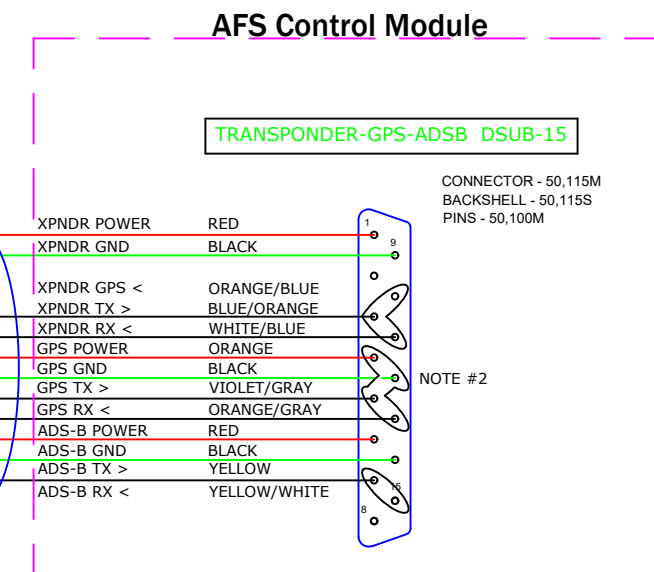 AFS Control Module
TRANSPONDER-GPS-ADSB DSUB-15
CONNECTOR - 50,115M
BACKSHELL - 50,115S
PINS - 50,100M
1
9
XPNDR POWER RED
XPNDR GND BLACK
XPNDR GPS < ORANGE/BLUE
XPNDR TX > BLUE/ORANGE
XPNDR RX < WHITE/BLUE
GPS POWER ORANGE
GPS GND BLACK
NOTE #2
GPS TX > VIOLET/GRAY
GPS RX < ORANGE/GRAY
ADS-B POWER RED
ADS-B GND BLACK
ADS-B TX > YELLOW
ADS-B RX < YELLOW/WHITE
15
8